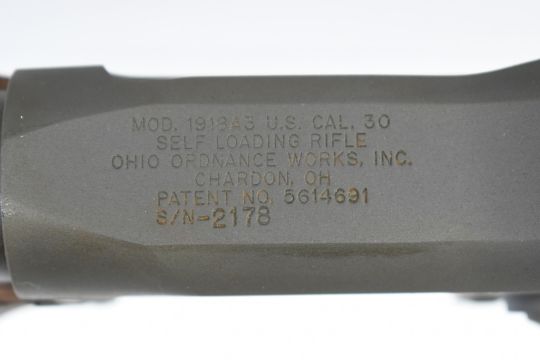 MOD. 1918A3 U.S. CAL. 30
SELF LOADING RIFLE
OHIO ORDNANCE WORKS, INC.
CHARDON, OH
PATENT NO. 5614691
S/N-2178